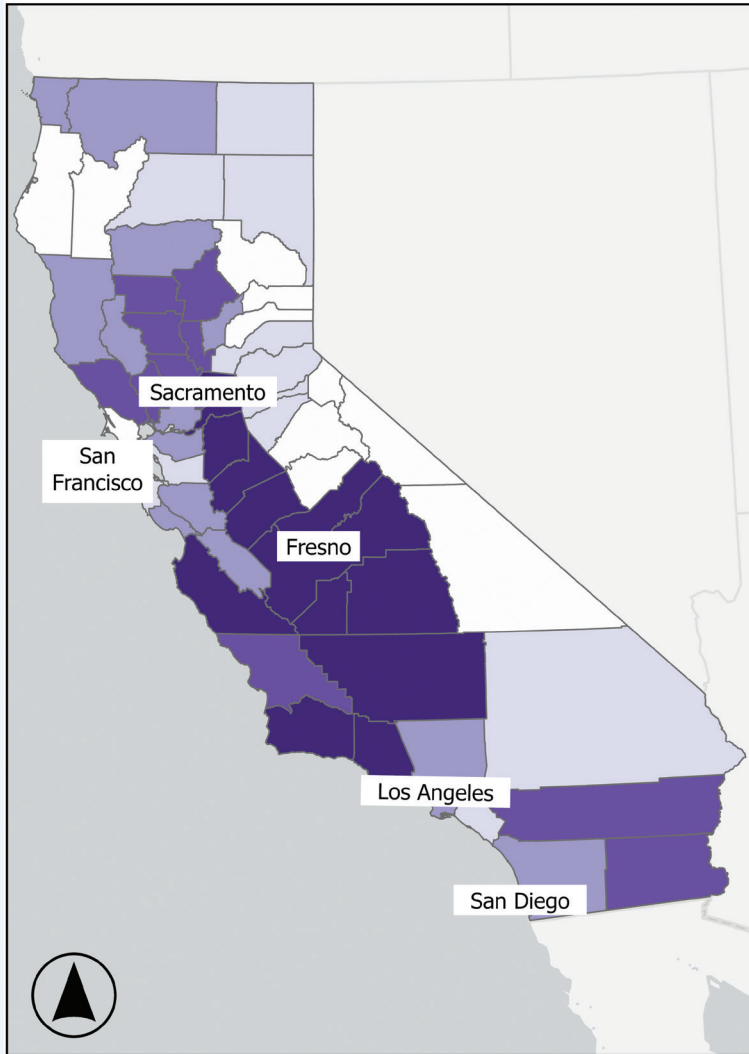 Sacramento
San
Francisco
Fresno
Los Angeles
San Diego